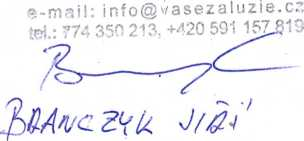 e-mail: info@vasezaluzie.cz
tel.: 774 350 213, +420 591 157 819
BRANCZYK JIŘÍ